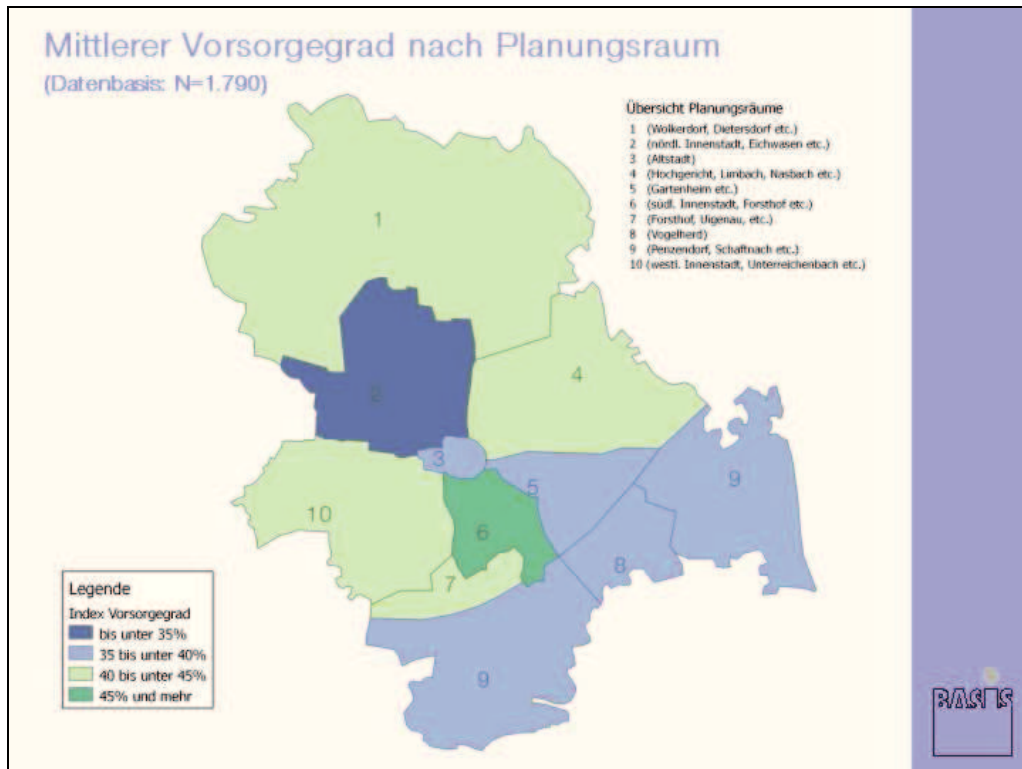 Mittlerer Vorsorgegrad nach Planungsraum
(Datenbasis: N=1.790)
Übersicht Planungsräume
1 (Wolkerdorf, Dietersdorf etc.)
2 (nördl. Innenstadt, Eichwasen etc.)
3 (Altstadt)
4 (Hochgericht, Limbach, Nasbach etc.)
5 (Gartenheim etc.)
6 (südl. Innenstadt, Forsthof etc.)
7 (Forsthof, Uigenau, etc.)
8 (Vogelherd)
9 (Penzendorf, Schaftnach etc.)
10 (westl. Innenstadt, Unterreichenbach etc.)
1
4
2
3
5
9
10
6
8
7
9
Legende
Index Vorsorgegrad
bis unter 35%
35 bis unter 40%
40 bis unter 45%
45% und mehr
BASIS